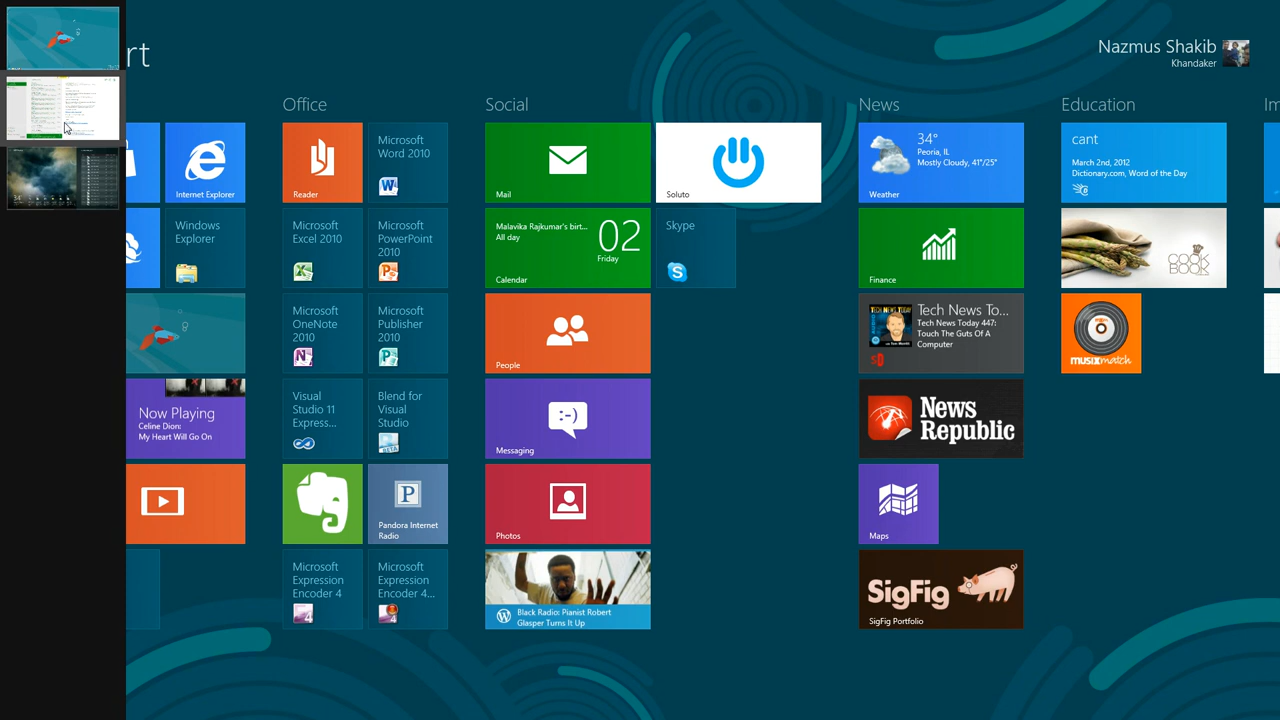 rt
Nazmus Shakib
Khandaker
Office
Social
News
Education
Internet Explorer
Reader
Microsoft
Word 2010
Mail
Soluto
34°
Peoria, IL
Mostly Cloudy, 41°/25°
Weather
cant
March 2nd, 2012
Dictionary.com, Word of the Day
Windows
Explorer
Microsoft
Excel 2010
Microsoft
PowerPoint
2010
Malavika Rajkumar's birt...
All day
02
Friday
Calendar
Skype
Finance
COOK
BOOK
Microsoft
OneNote
2010
Microsoft
Publisher
2010
People
TECH NEWS TODAY
Tech News To...
Tech News Today 447:
Touch The Guts Of A
Computer
musixmatch
Now Playing
Celine Dion:
My Heart Will Go On
Visual
Studio 11
Express...
Blend for
Visual
Studio
BETA
Messaging
News
Republic
Pandora Internet
Radio
Photos
Maps
Microsoft
Expression
Encoder 4
Microsoft
Expression
Encoder 4...
Black Radio: Pianist Robert
Glasper Turns It Up
SigFig
SigFig Portfolio